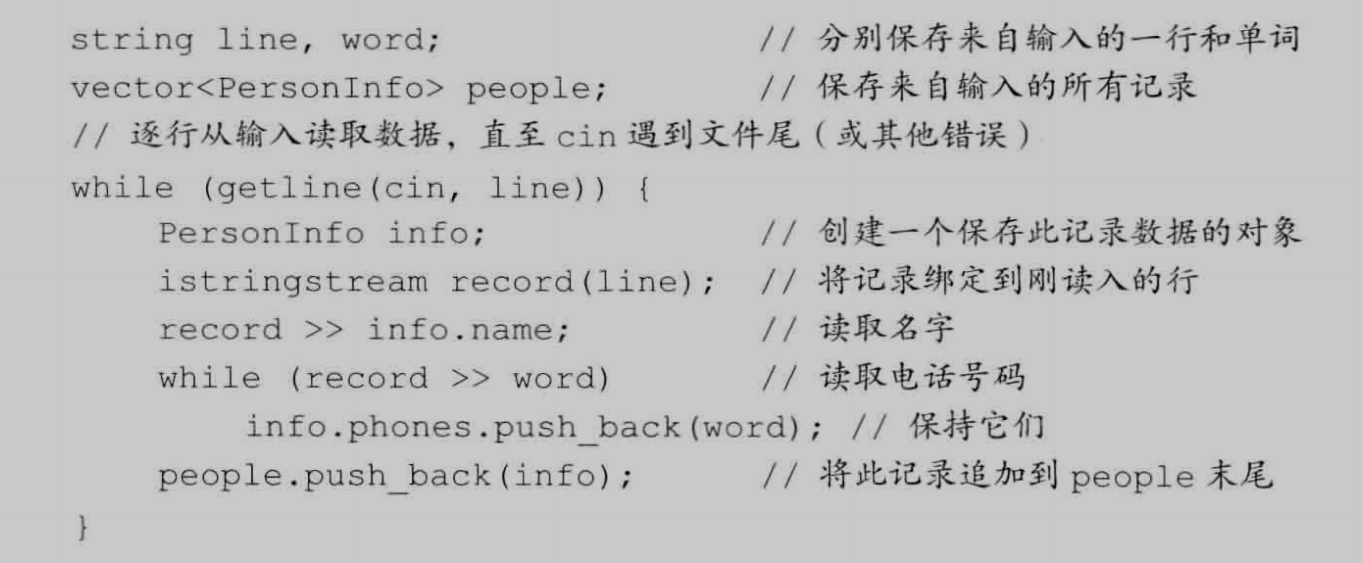 string line, word; // 分别保存来自输入的一行和单词
vector<PersonInfo> people; // 保存来自输入的所有记录
// 逐行从输入读取数据，直至 cin 遇到文件尾（或其他错误）
while (getline(cin, line)) {
PersonInfo info; // 创建一个保存此记录数据的对象
istringstream record(line); // 将记录绑定到刚读入的行
record >> info.name; // 读取名字
while (record >> word) // 读取电话号码
info.phones.push_back(word); // 保持它们
people.push_back(info); // 将此记录追加到 people 末尾
}